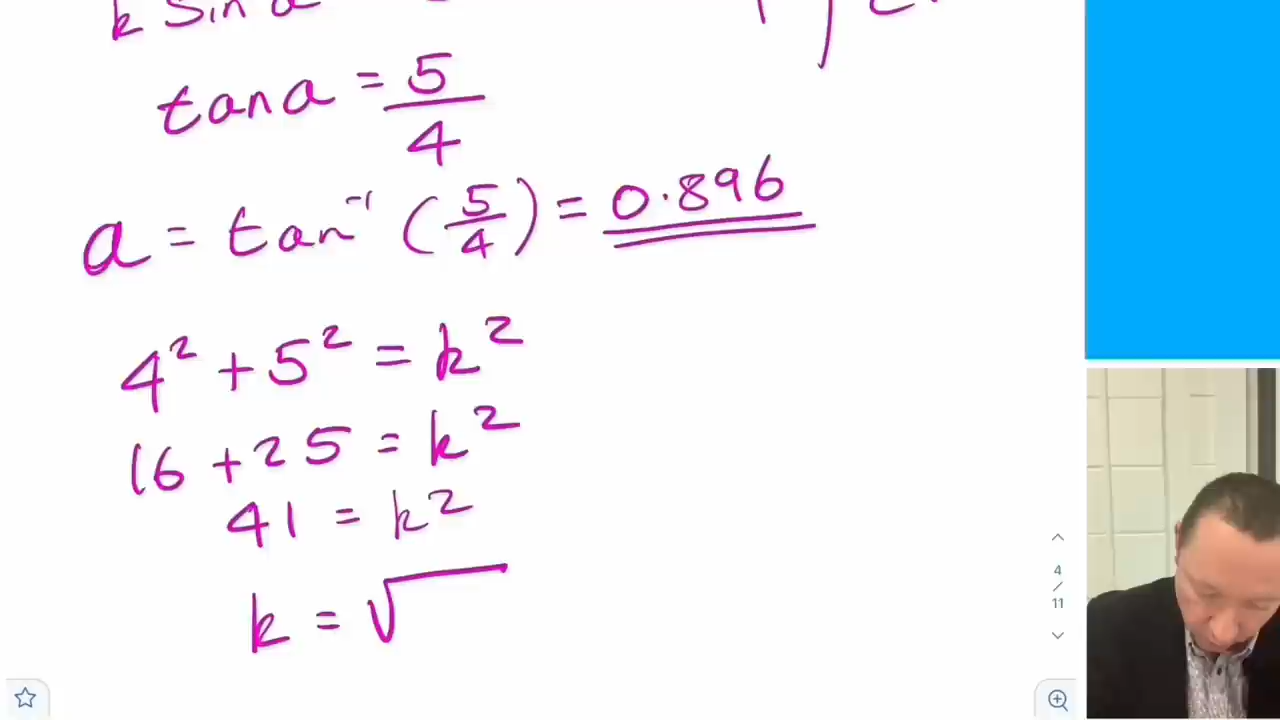 k sin a
tan a = 5/4
a = tan⁻¹ (5/4) = 0.896
4² + 5² = k²
16 + 25 = k²
41 = k²
k = √
4
/
11